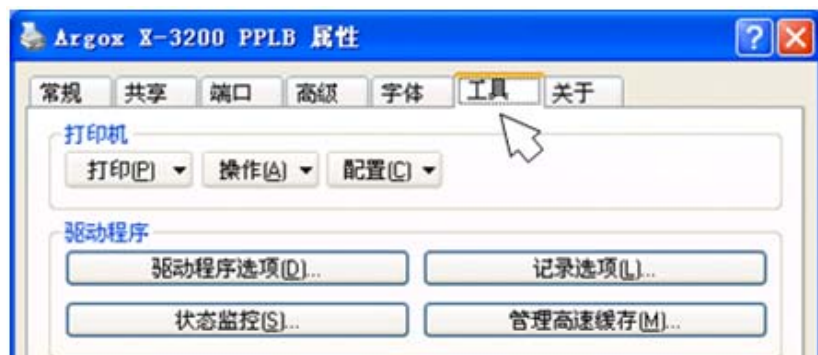 Argox X-3200 PPLB 属性
常规 共享 端口 高级 字体 工具 关于
打印机
打印(P) 操作(A) 配置(C)
驱动程序
驱动程序选项(D)... 记录选项(L)...
状态监控(S)... 管理高速缓存(M)...